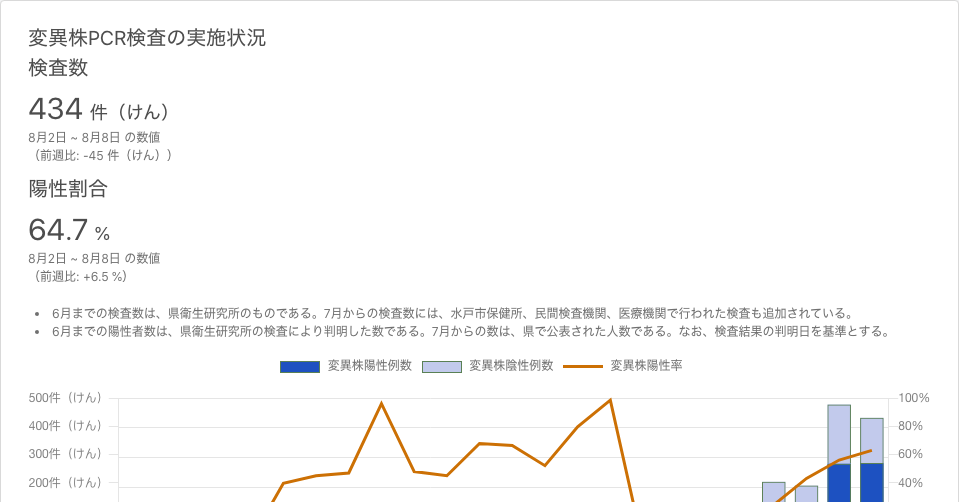 変異株PCR検査の実施状況
検査数
434 件（けん）
8月2日 ~ 8月8日 の数値
（前週比: -45 件（けん））
陽性割合
64.7 %
8月2日 ~ 8月8日 の数値
（前週比: +6.5 %）
• 6月までの検査数は、県衛生研究所のものである。7月からの検査数には、水戸市保健所、民間検査機関、医療機関で行われた検査も追加されている。
• 6月までの陽性者数は、県衛生研究所の検査により判明した数である。7月からの数は、県で公表された人数である。なお、検査結果の判明日を基準とする。
変異株陽性例数 変異株陰性例数 変異株陽性率
500件（けん） 100%
400件（けん） 80%
300件（けん） 60%
200件（けん） 40%